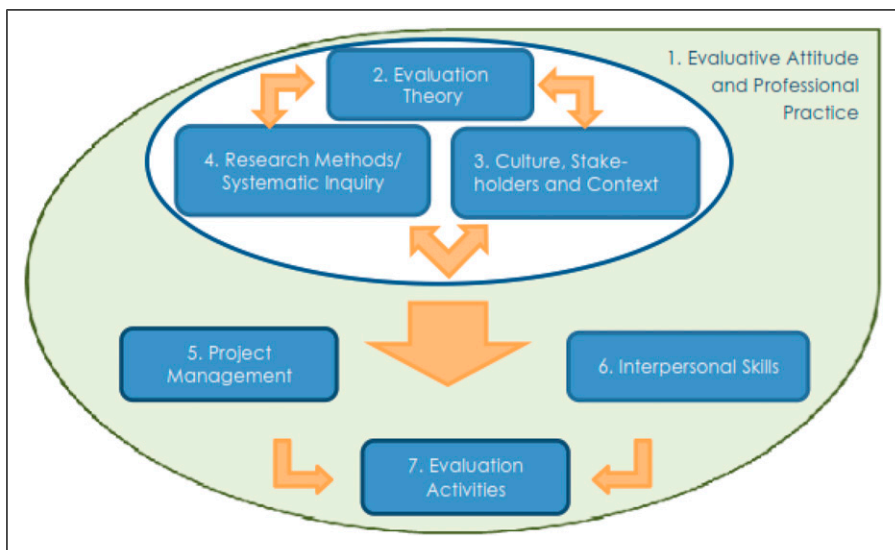 1. Evaluative Attitude
and Professional
Practice
2. Evaluation
Theory
4. Research Methods/
Systematic Inquiry
3. Culture, Stake-
holders and Context
5. Project
Management
6. Interpersonal Skills
7. Evaluation
Activities